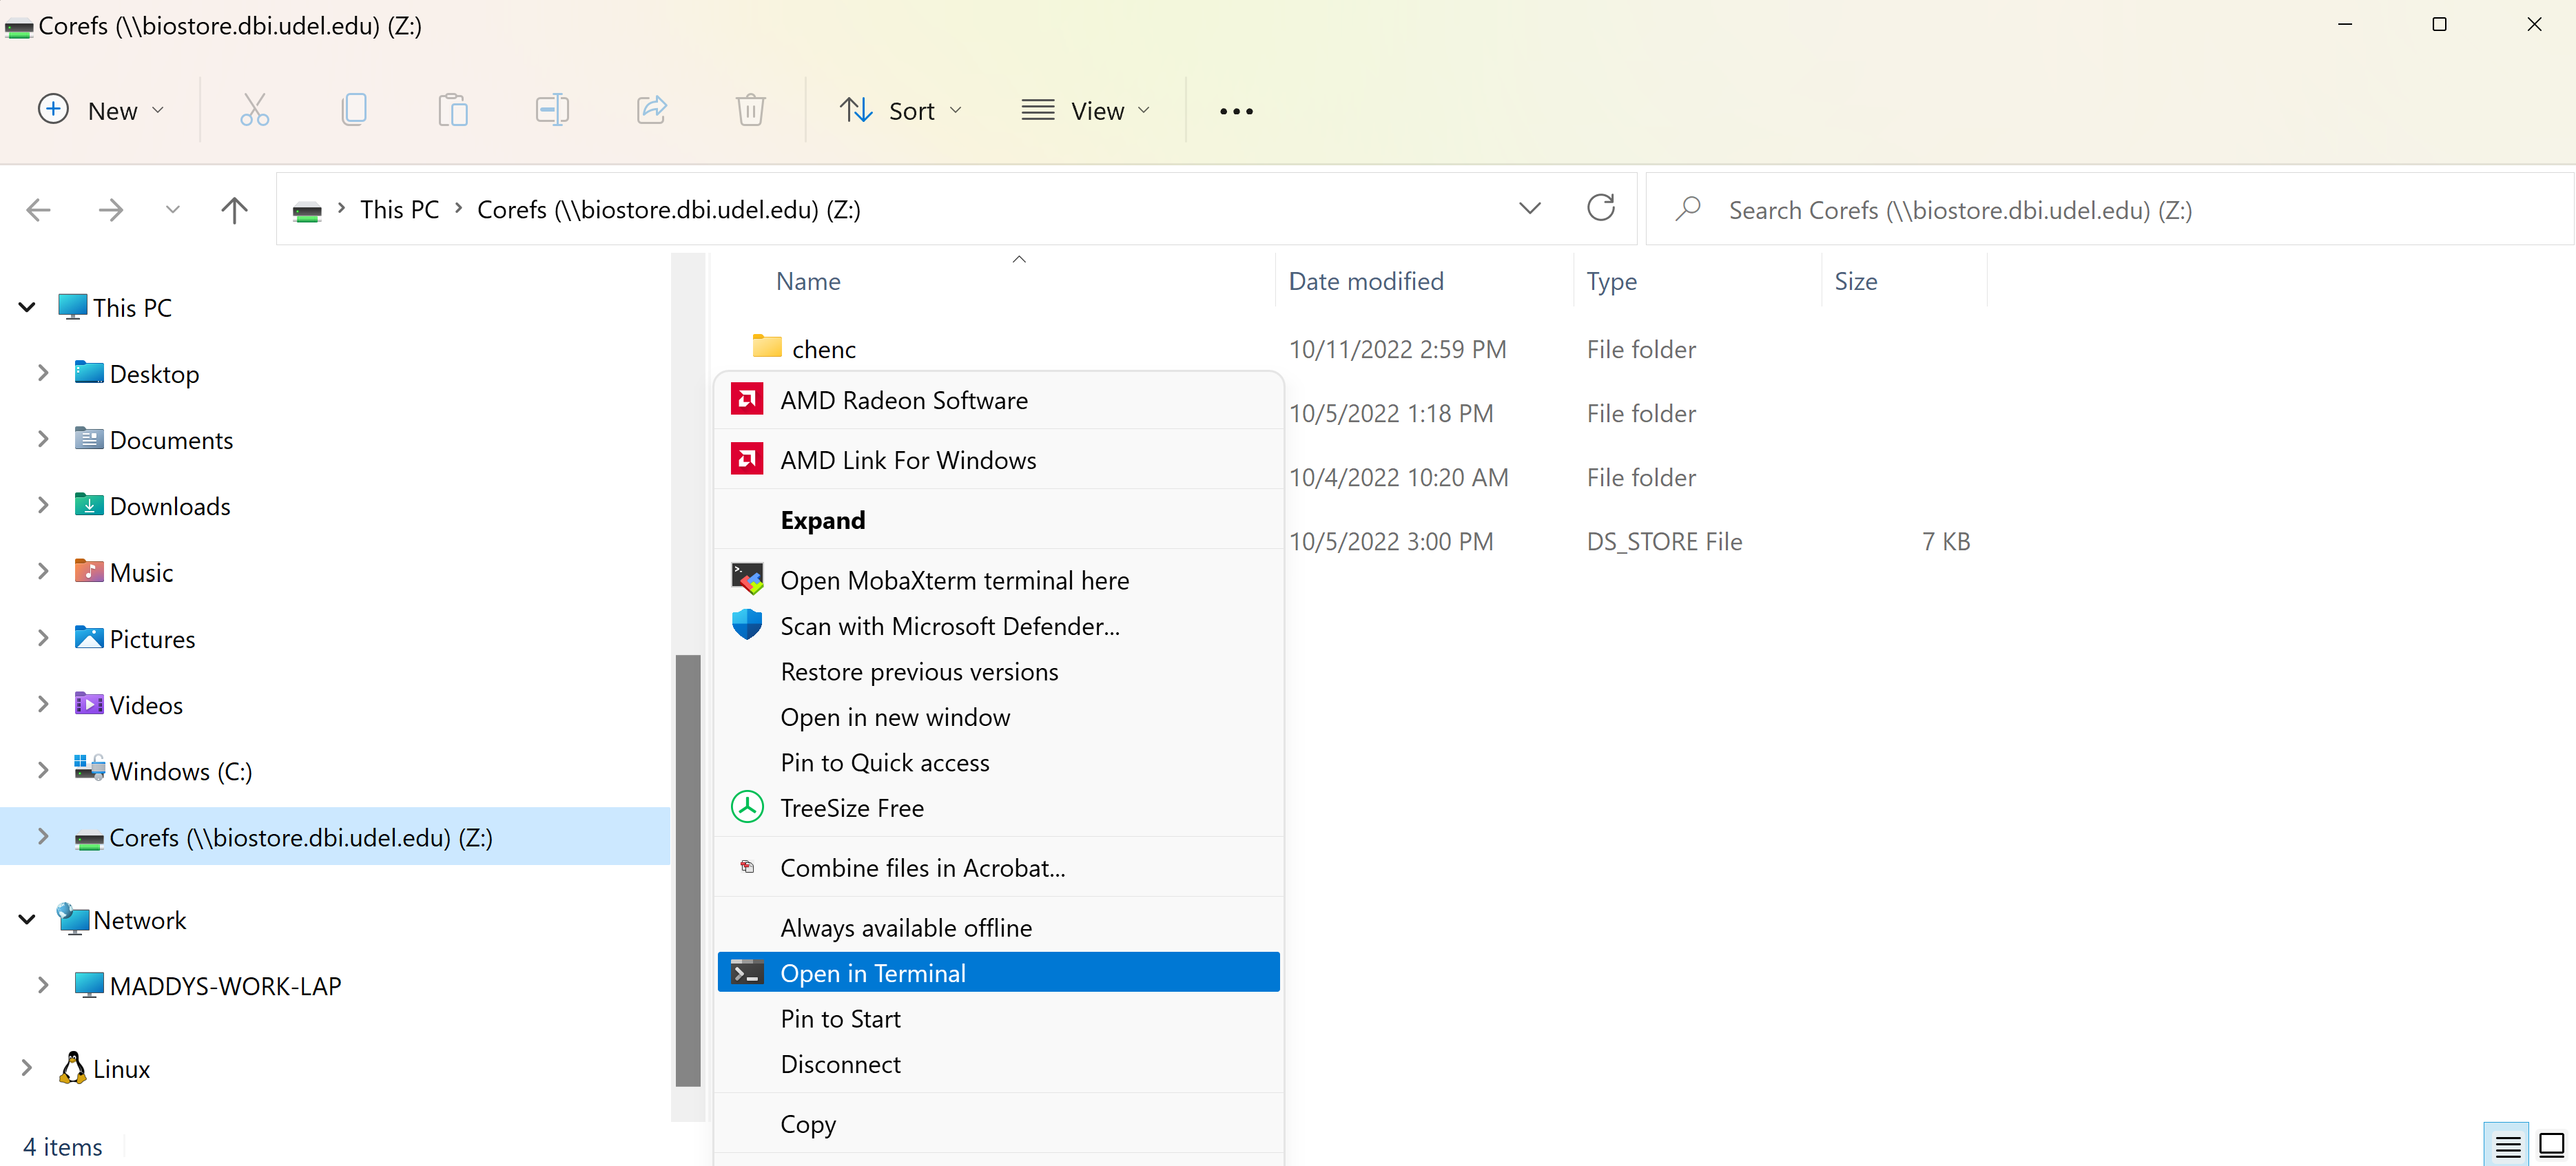 Corefs (\\biostore.dbi.udel.edu) (Z:)
New
Sort
View
This PC
Corefs (\\biostore.dbi.udel.edu) (Z:)
Search Corefs (\\biostore.dbi.udel.edu) (Z:)
Name
Date modified
Type
Size
This PC
Desktop
Documents
Downloads
Music
Pictures
Videos
Windows (C:)
Corefs (\\biostore.dbi.udel.edu) (Z:)
Network
MADDYS-WORK-LAP
Linux
chenc 10/11/2022 2:59 PM File folder
10/5/2022 1:18 PM File folder
10/4/2022 10:20 AM File folder
10/5/2022 3:00 PM DS_STORE File 7 KB
AMD Radeon Software
AMD Link For Windows
Expand
Open MobaXterm terminal here
Scan with Microsoft Defender...
Restore previous versions
Open in new window
Pin to Quick access
TreeSize Free
Combine files in Acrobat...
Always available offline
Open in Terminal
Pin to Start
Disconnect
Copy
4 items